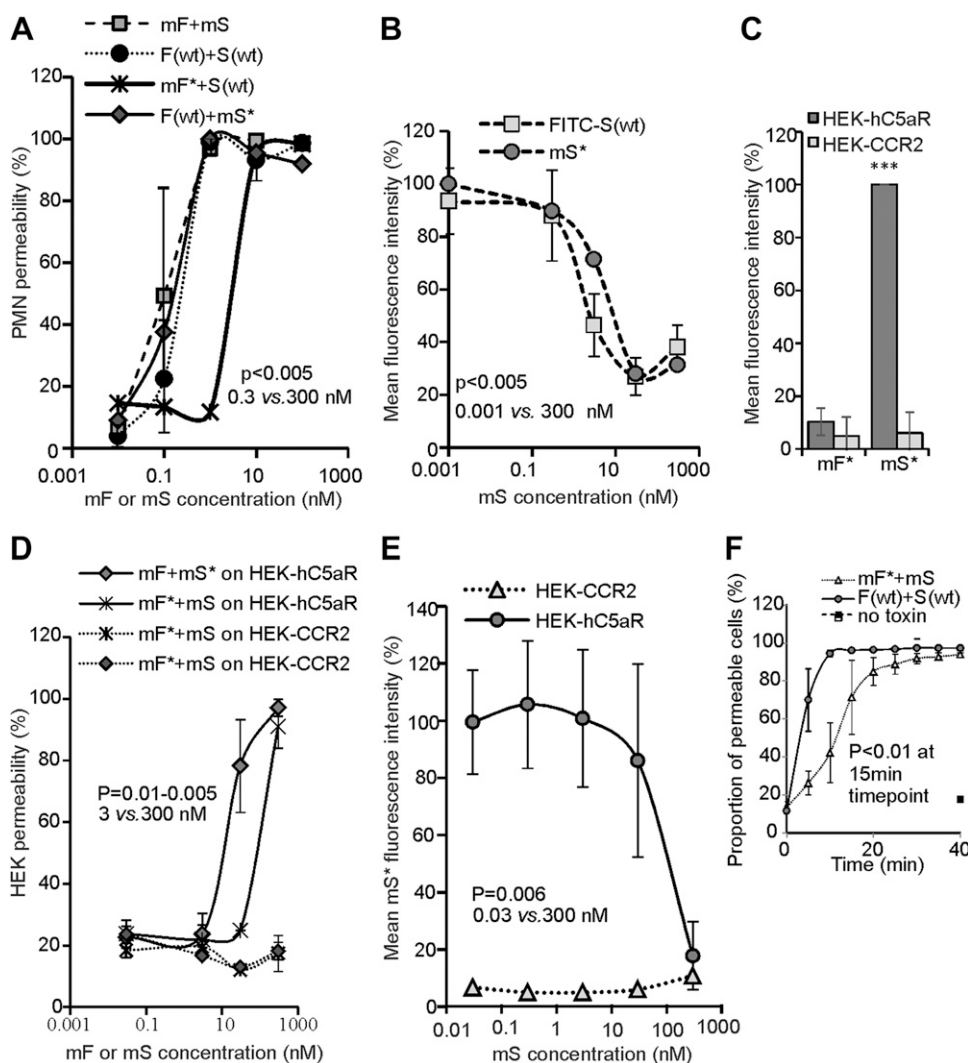 A
mF+mS
F(wt)+S(wt)
mF*+S(wt)
F(wt)+mS*
PMN permeability (%)
120
100
80
60
40
20
0
p<0.005
0.3 vs.300 nM
0.001
0.1
10
1000
mF or mS concentration (nM)
B
FITC-S(wt)
mS*
Mean fluorescence intensity (%)
120
100
80
60
40
20
0
p<0.005
0.001 vs. 300 nM
0.001
0.1
10
1000
mS concentration (nM)
C
HEK-hC5aR
HEK-CCR2
***
Mean fluorescence intensity (%)
120
100
80
60
40
20
0
mF*
mS*
D
mF+mS* on HEK-hC5aR
mF*+mS on HEK-hC5aR
mF*+mS on HEK-CCR2
mF*+mS on HEK-CCR2
HEK permeability (%)
120
100
80
60
40
20
0
P=0.01-0.005
3 vs.300 nM
0.001
0.1
10
1000
mF or mS concentration (nM)
E
HEK-CCR2
HEK-hC5aR
Mean mS* fluorescence intensity (%)
140
120
100
80
60
40
20
0
P=0.006
0.03 vs.300 nM
0.01
0.1
1
10
100
1000
mS concentration (nM)
F
mF*+mS
F(wt)+S(wt)
no toxin
Proportion of permeable cells (%)
120
100
80
60
40
20
0
P<0.01 at
15min
timepoint
0
20
40
Time (min)